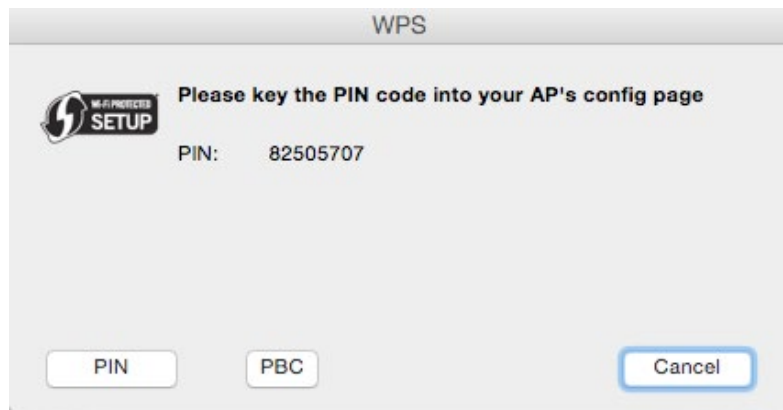 WPS
WI-FI PROTECTED
SETUP
Please key the PIN code into your AP's config page
PIN: 82505707
PIN PBC Cancel